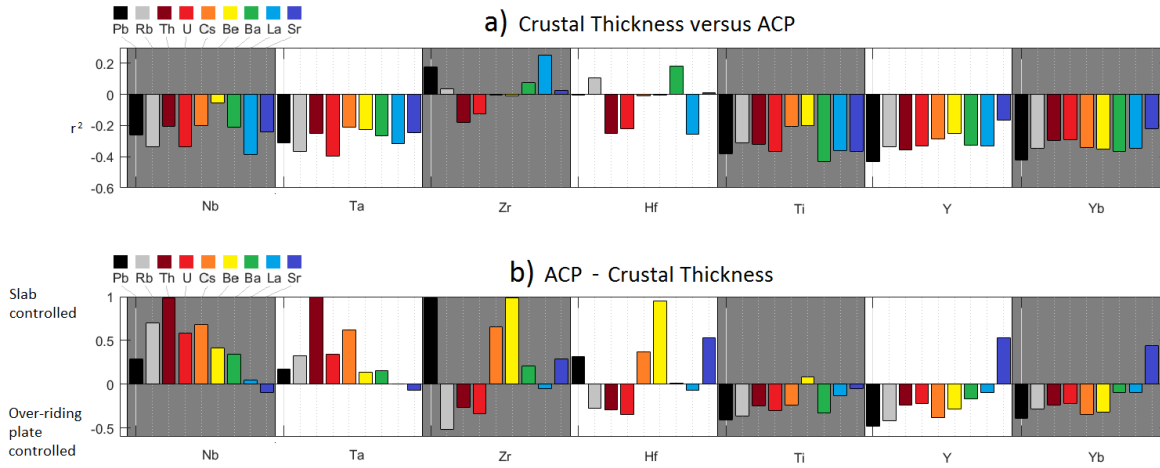 a) Crustal Thickness versus ACP
Pb Rb Th U Cs Be Ba La Sr
0.2
0
r²
-0.2
-0.4
-0.6
Nb Ta Zr Hf Ti Y Yb
b) ACP - Crustal Thickness
Pb Rb Th U Cs Be Ba La Sr
Slab
controlled
1
0.5
0
Over-riding
plate
controlled
-0.5
Nb Ta Zr Hf Ti Y Yb